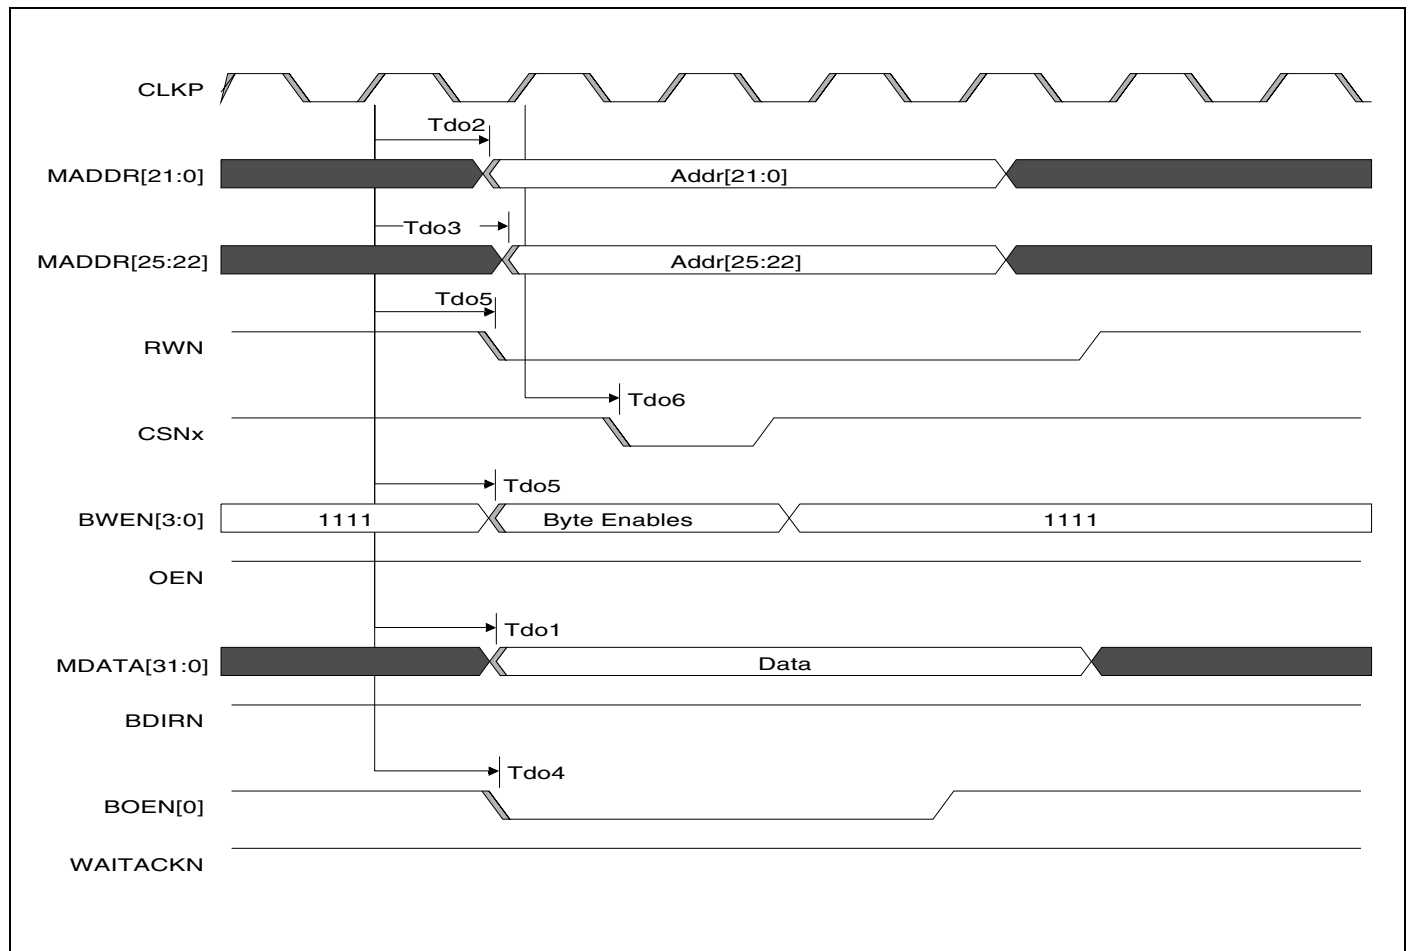 CLKP
Tdo2
MADDR[21:0]
Addr[21:0]
Tdo3
MADDR[25:22]
Addr[25:22]
Tdo5
RWN
Tdo6
CSNx
Tdo5
BWEN[3:0]
1111
Byte Enables
1111
OEN
Tdo1
MDATA[31:0]
Data
BDIRN
Tdo4
BOEN[0]
WAITACKN